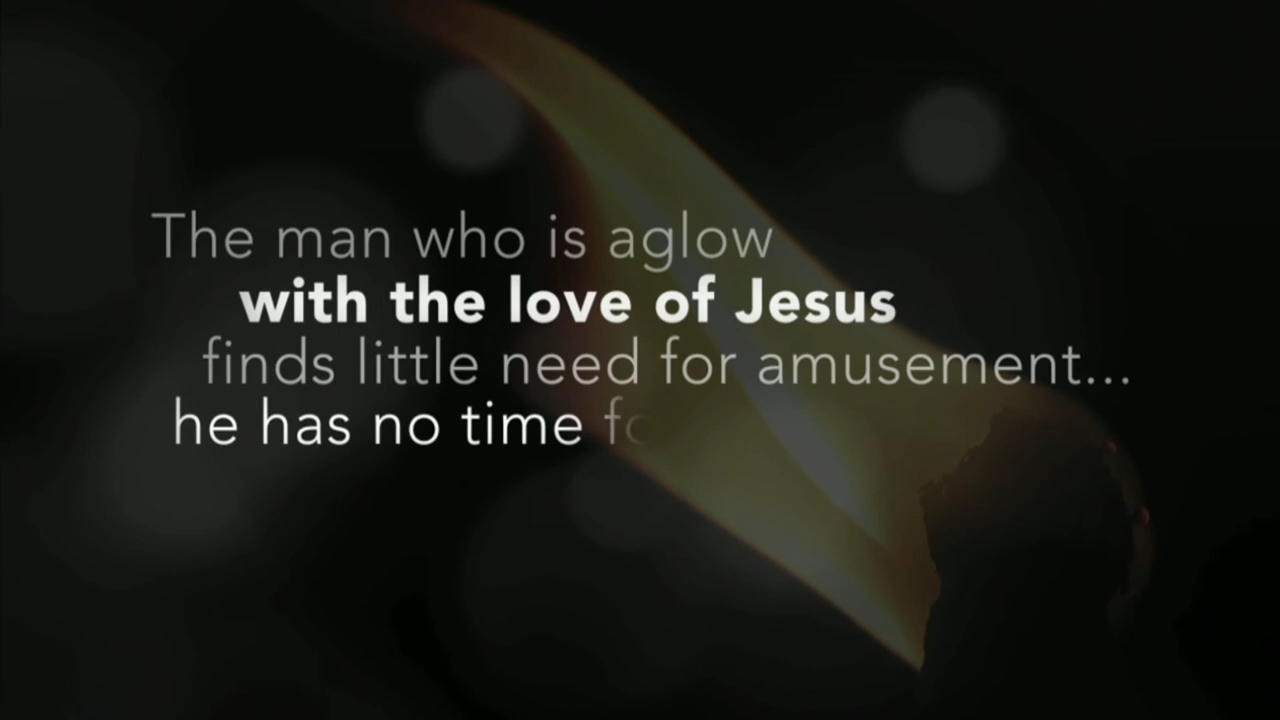 The man who is aglow
with the love of Jesus
finds little need for amusement...
he has no time fo